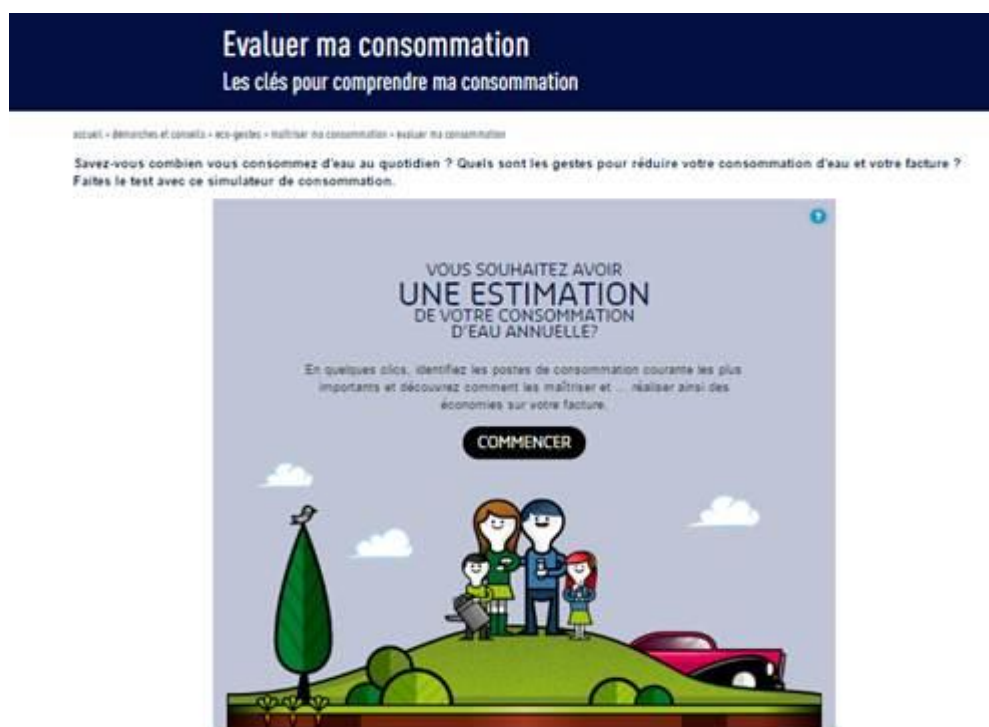 Evaluer ma consommation
Les clés pour comprendre ma consommation
accueil - démarches et conseils - eco-gestes - maîtriser ma consommation - evaluer ma consommation
Savez-vous combien vous consommez d'eau au quotidien ? Quels sont les gestes pour réduire votre consommation d'eau et votre facture ?
Faites le test avec ce simulateur de consommation.
?
VOUS SOUHAITEZ AVOIR
UNE ESTIMATION
DE VOTRE CONSOMMATION
D'EAU ANNUELLE?
En quelques clics, identifiez les postes de consommation courante les plus
importants et découvrez comment les maîtriser et ... réaliser ainsi des
économies sur votre facture.
COMMENCER